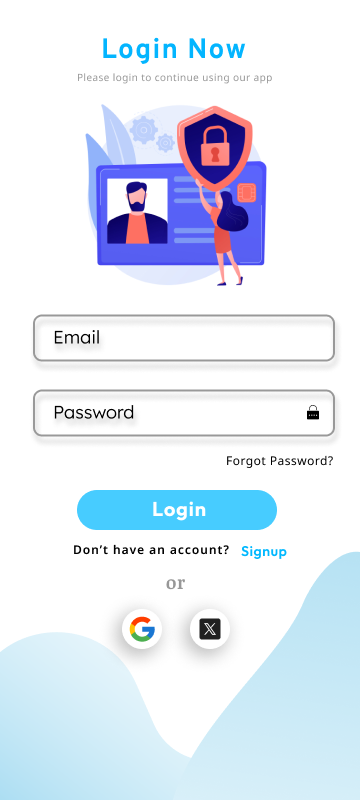 Login Now
Please login to continue using our app
Email
Password
Forgot Password?
Login
Don't have an account? Signup
or